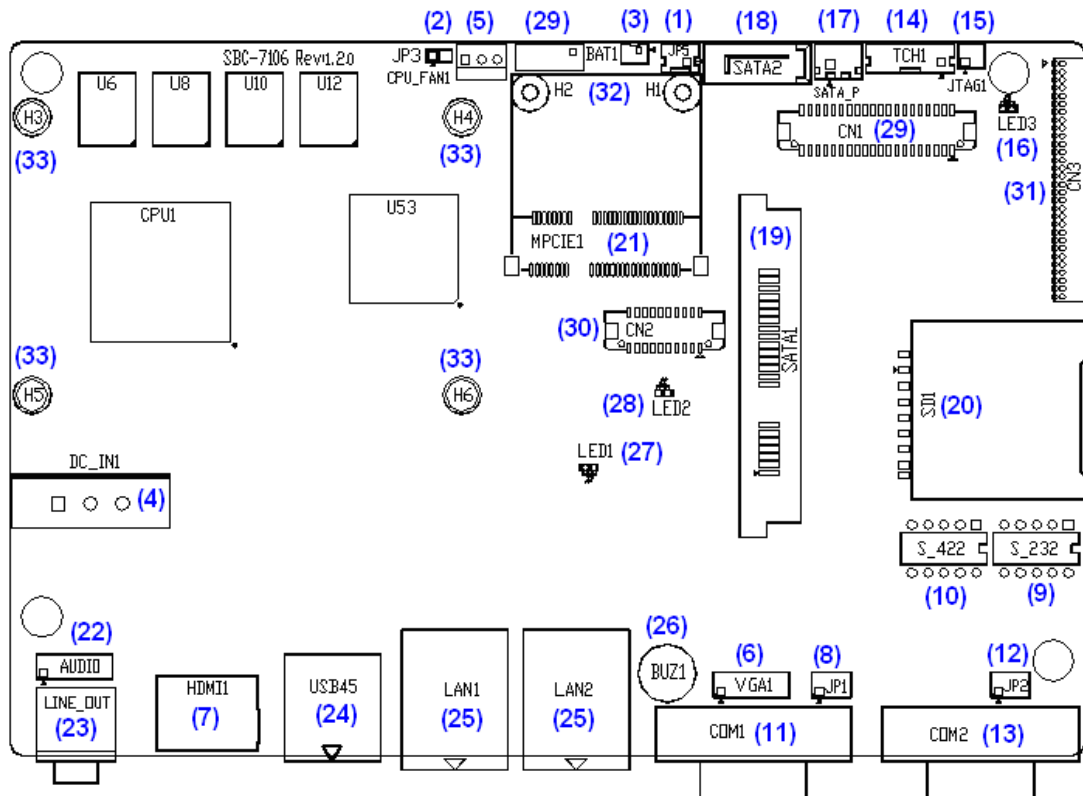 (2) (5) (29) (3) (1) (18) (17) (14) (15)
SBC-7106 Rev:1.2.0 JP3 BAT1 JP5 TCH1
CPU_FAN1 SATA2 SATA_P JTAG1
U6 U8 U10 U12 H2 (32) H1
H3 H4 CN1 (29) LED3
(33) (33) (16)
CN3
(31)
CPU1 U53
MPCIE1 (21) (19)
(30) CN2
SATA1
(33) (33)
H5 H6 (28) LED2 SD1 (20)
LED1 (27)
DC_IN1
(4)
S_422 S_232
(10) (9)
(22) (26) (6) (8) (12)
AUDIO BUZ1 VGA1 JP1 JP2
LINE_OUT HDMI1 USB45 LAN1 LAN2
(23) (7) (24) (25) (25) COM1 (11) COM2 (13)